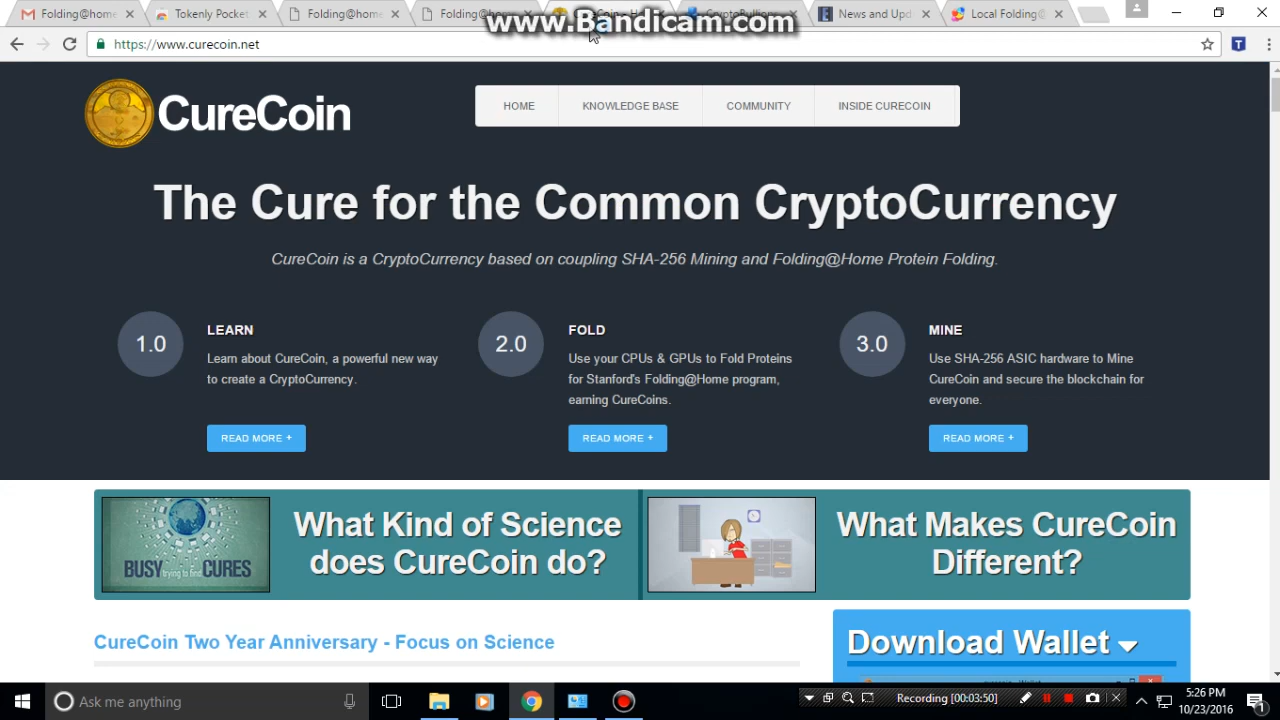 Folding@home
Tokenly Pocket
Folding@home
Folding@home
News and Upd
Local Folding@
www.Bandicam.com
https://www.curecoin.net
CureCoin
HOME
KNOWLEDGE BASE
COMMUNITY
INSIDE CURECOIN
The Cure for the Common CryptoCurrency
CureCoin is a CryptoCurrency based on coupling SHA-256 Mining and Folding@Home Protein Folding.
1.0
LEARN
Learn about CureCoin, a powerful new way
to create a CryptoCurrency.
READ MORE +
2.0
FOLD
Use your CPUs & GPUs to Fold Proteins
for Stanford's Folding@Home program,
earning CureCoins.
READ MORE +
3.0
MINE
Use SHA-256 ASIC hardware to Mine
CureCoin and secure the blockchain for
everyone.
READ MORE +
BUSY trying to find CURES
What Kind of Science
does CureCoin do?
What Makes CureCoin
Different?
CureCoin Two Year Anniversary - Focus on Science
Download Wallet
Ask me anything
Recording [00:03:50]
5:26 PM
10/23/2016